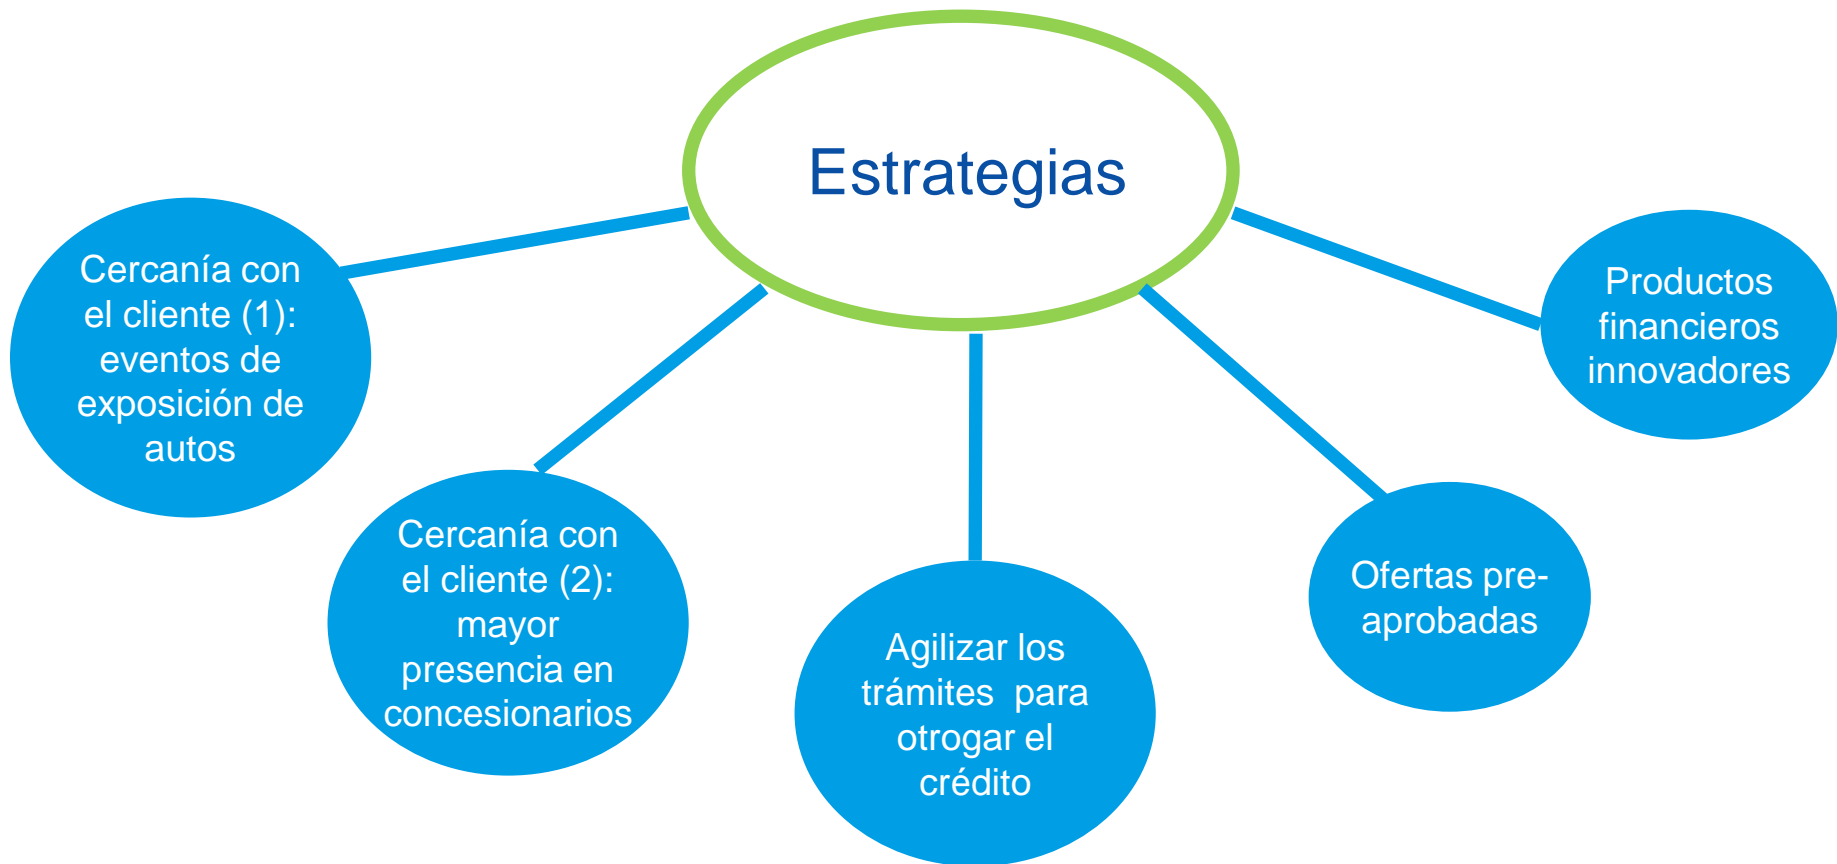 Estrategias
Cercanía con
el cliente (1):
eventos de
exposición de
autos
Cercanía con
el cliente (2):
mayor
presencia en
concesionarios
Agilizar los
trámites  para
otrogar el
crédito
Ofertas pre-
aprobadas
Productos
financieros
innovadores